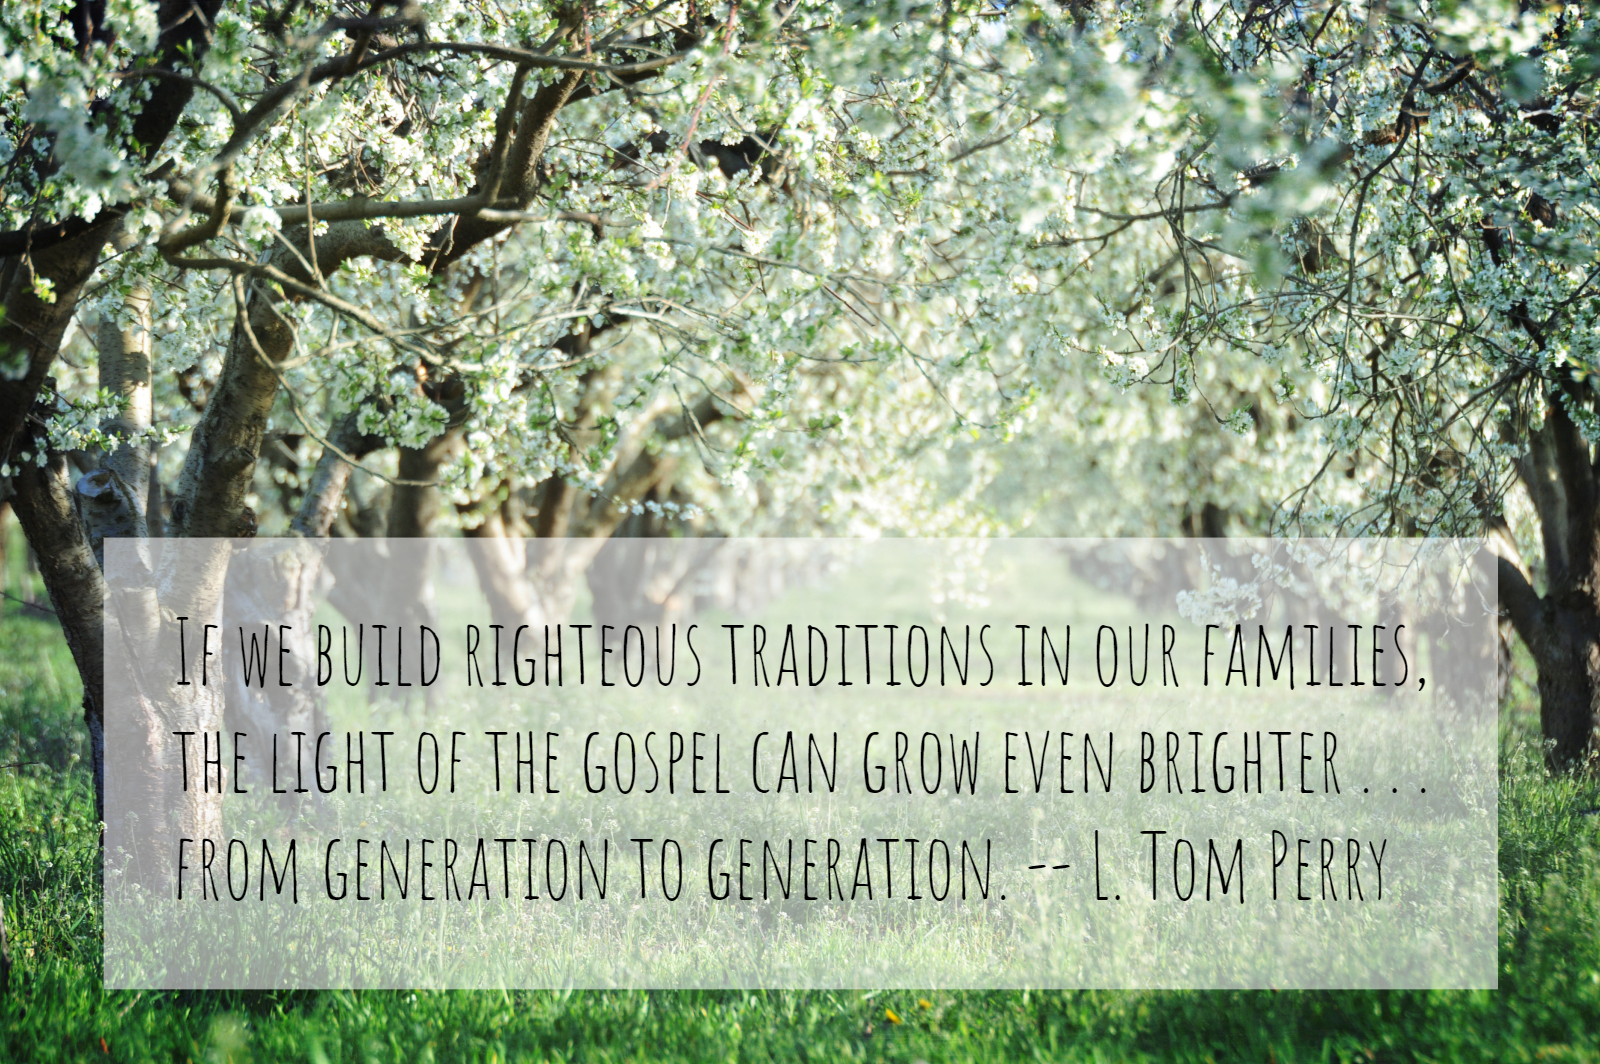 If we build righteous traditions in our families,
the light of the gospel can grow even brighter . . .
from generation to generation. -- L. Tom Perry